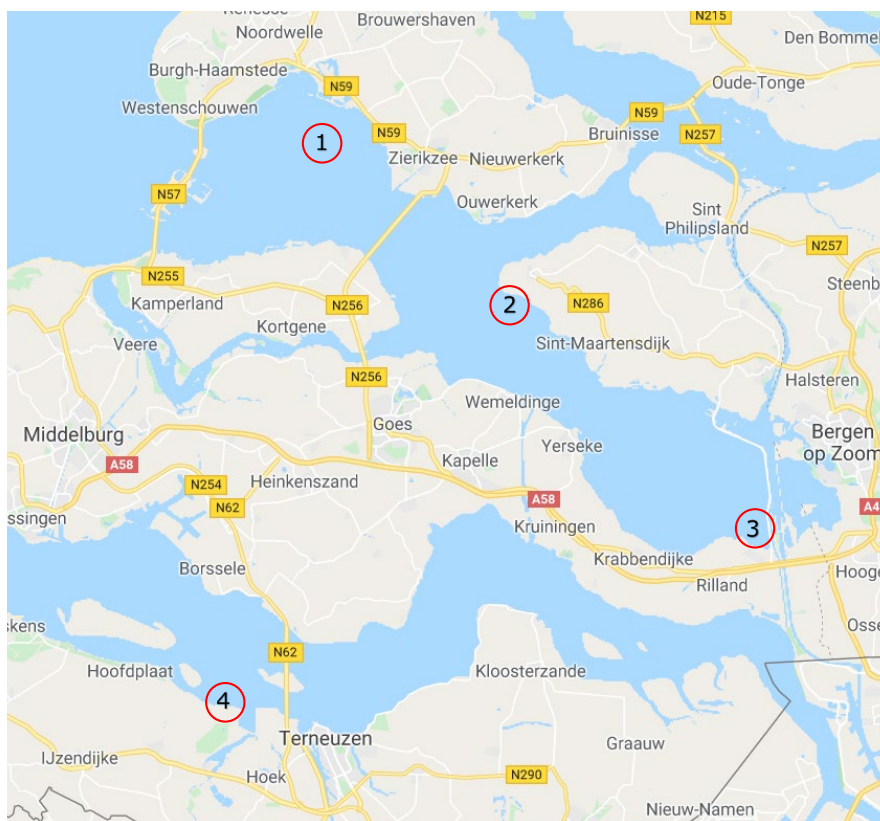 Renesse
Brouwershaven
N215
Noordwelle
Den Bommel
Burgh-Haamstede
Oude-Tonge
N59
Westenschouwen
N59
N59
Bruinisse
N257
1
Zierikzee
Nieuwerkerk
N57
Ouwerkerk
Sint
Philipsland
N257
N255
Steenb
Kamperland
N256
2
N286
Kortgene
Veere
Sint-Maartensdijk
N256
Halsteren
Wemeldinge
Goes
Middelburg
Bergen
op Zoom
Yerseke
A58
Kapelle
N254
Heinkenszand
A58
A4
N62
issingen
Kruiningen
3
Krabbendijke
Borssele
Rilland
Hooge
skens
Osse
N62
Hoofdplaat
Kloosterzande
4
Terneuzen
Graauw
IJzendijke
Hoek
N290
Nieuw-Namen